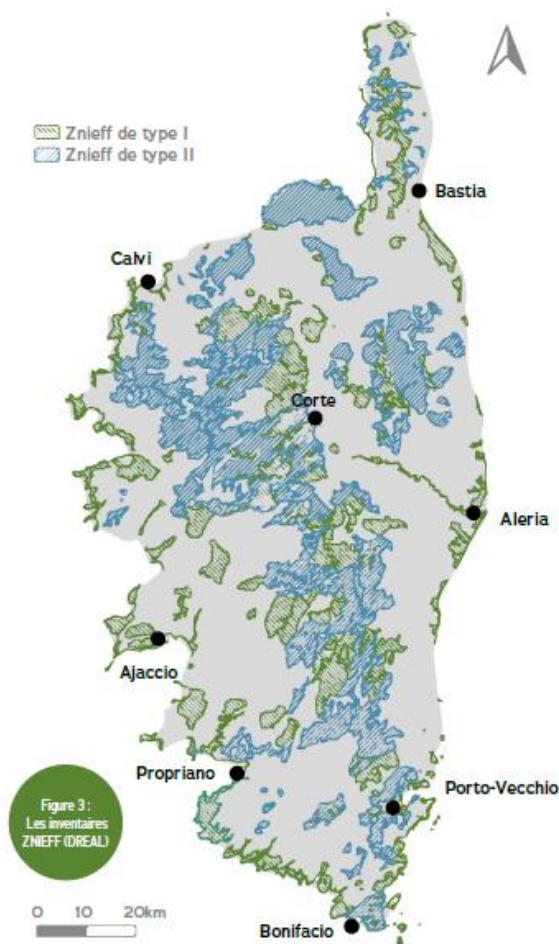 Znieff de type I
Znieff de type II
Bastia
Calvi
Corte
Aleria
Ajaccio
Propriano
Porto-Vecchio
Figure 3 :
Les inventaires
ZNIEFF (DREAL)
0 10 20km
Bonifacio